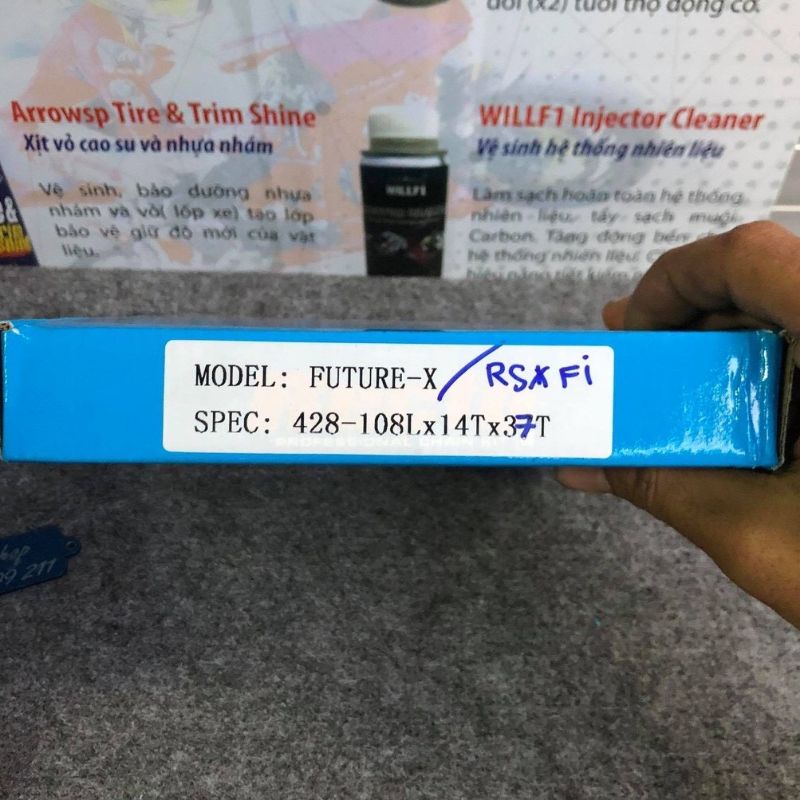 đôi (x2) tuổi thọ động cơ.
Arrowsp Tire & Trim Shine
Xịt vỏ cao su và nhựa nhám
Vệ sinh, bảo dưỡng nhựa
nhám và vỏ( lốp xe) tạo lớp
bảo vệ giữ độ mới của vật
liệu.
WILLF1
WILLF1 Injector Cleaner
Vệ sinh hệ thống nhiên liệu
Làm sạch hoàn toàn hệ thống
nhiên liệu, tẩy sạch muội
Carbon. Tăng động bền
hệ thống nhiên liệu.
MODEL: FUTURE-X / RSX Fi
SPEC: 428-108Lx14Tx37T
PROFESSIONAL CHAIN
211